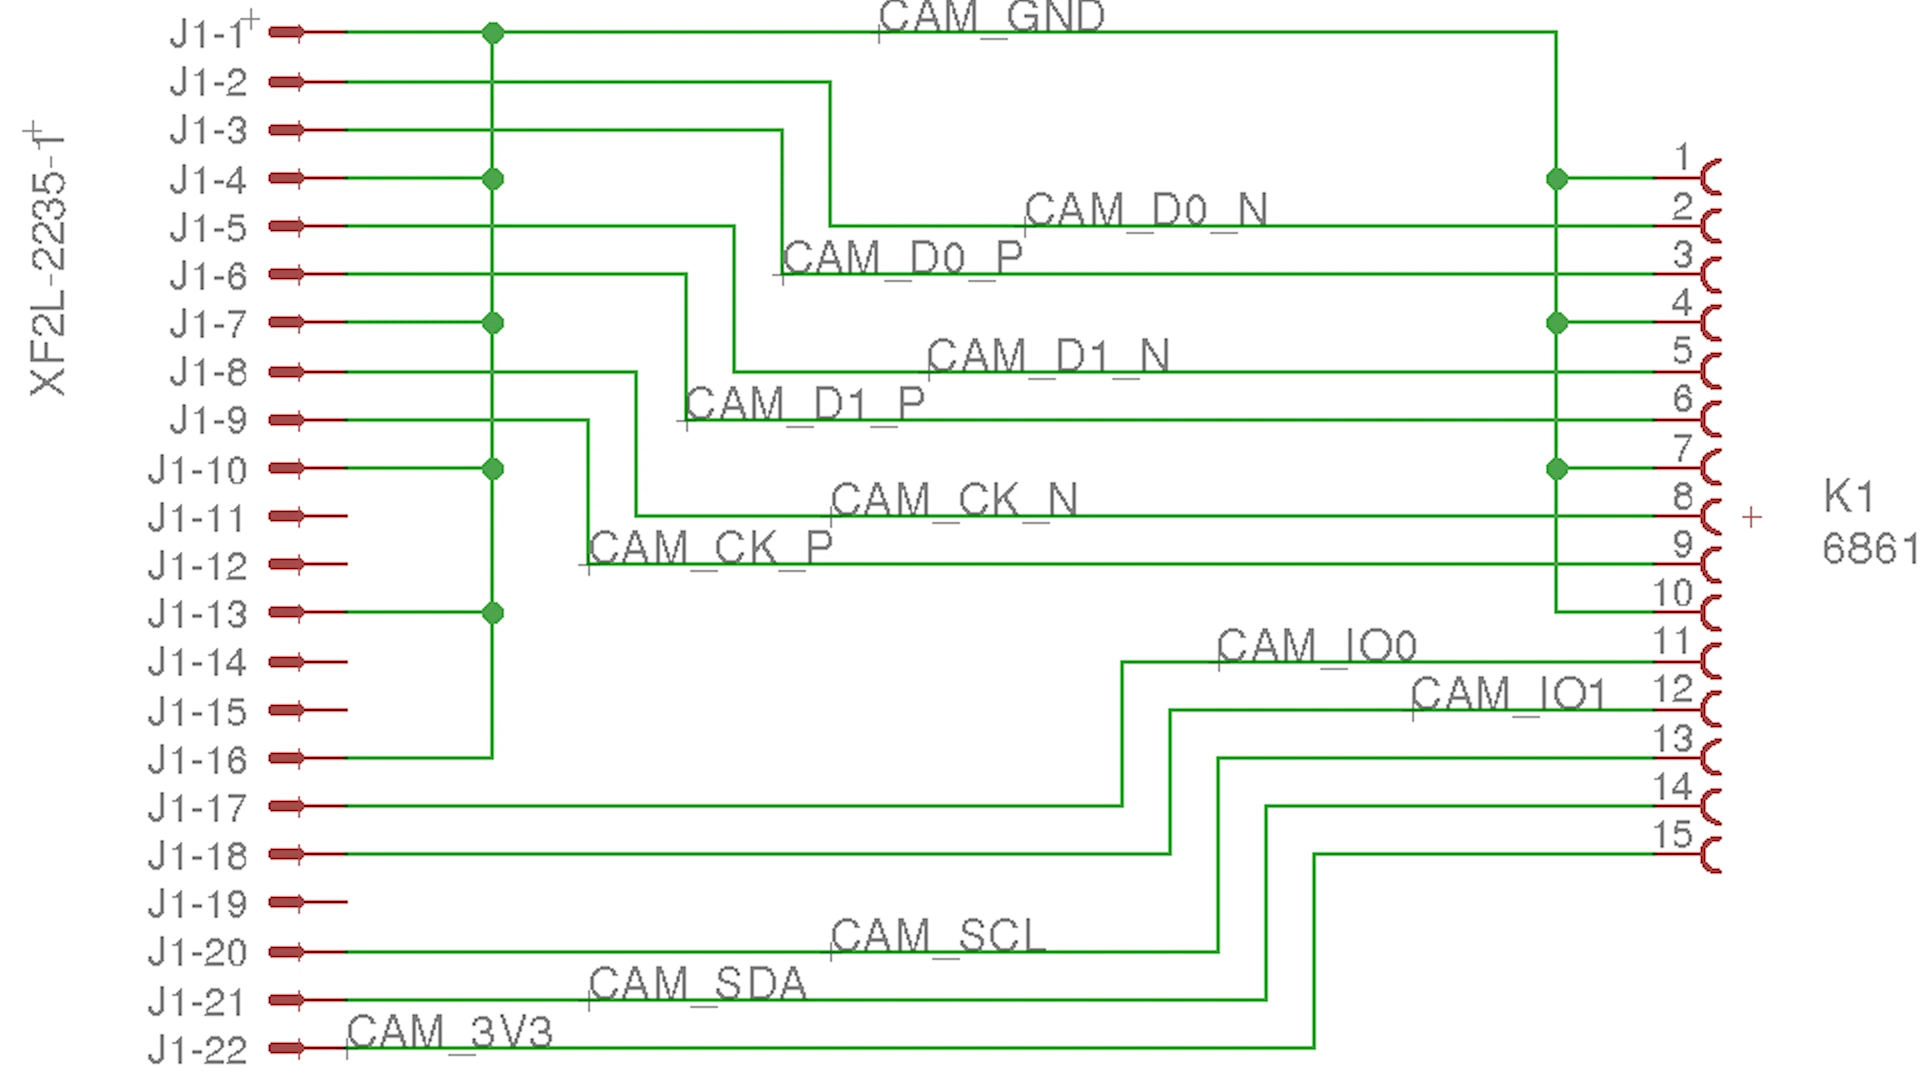 CAM_GND
J1-1
J1-2
J1-3
J1-4
J1-5
J1-6
J1-7
J1-8
J1-9
J1-10
J1-11
J1-12
J1-13
J1-14
J1-15
J1-16
J1-17
J1-18
J1-19
J1-20
J1-21
J1-22
XF2L-2235-1
CAM_D0_N
CAM_D0_P
CAM_D1_N
CAM_D1_P
CAM_CK_N
CAM_CK_P
CAM_IO0
CAM_IO1
CAM_SCL
CAM_SDA
CAM_3V3
1
2
3
4
5
6
7
8
9
10
11
12
13
14
15
K1
6861